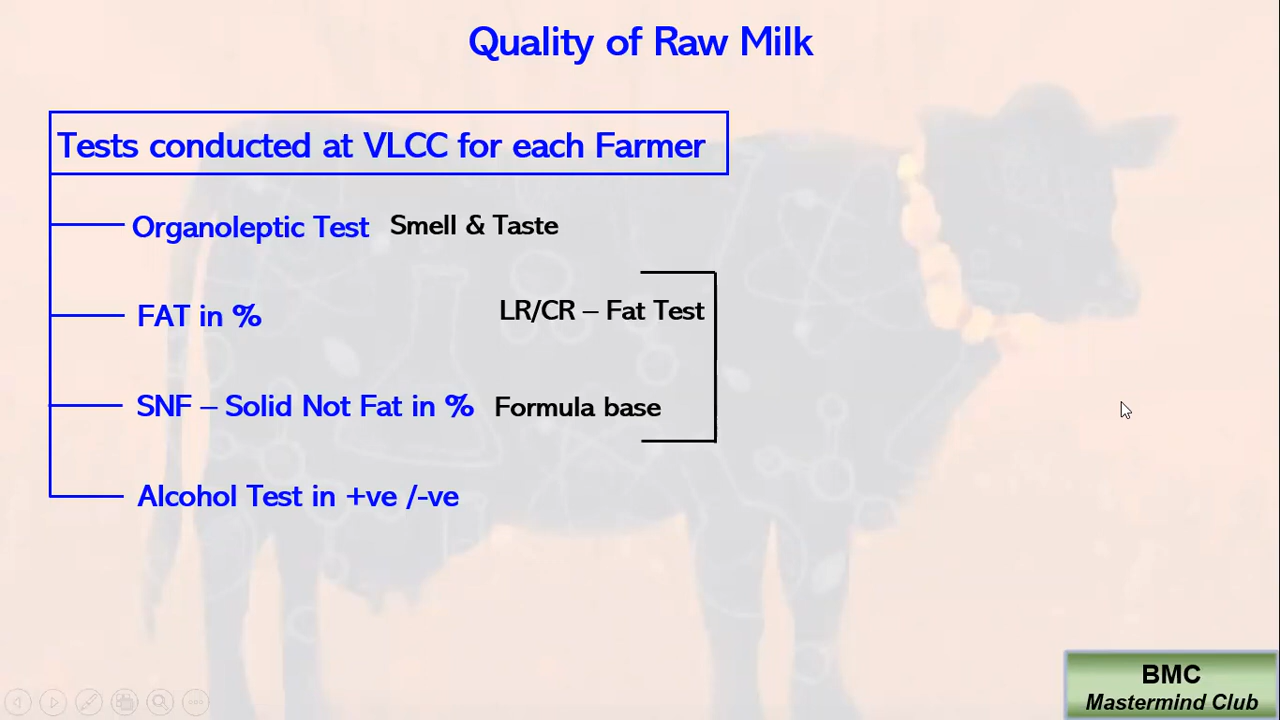 Quality of Raw Milk
Tests conducted at VLCC for each Farmer
Organoleptic Test Smell & Taste
FAT in % LR/CR – Fat Test
SNF – Solid Not Fat in % Formula base
Alcohol Test in +ve /-ve
BMC
Mastermind Club